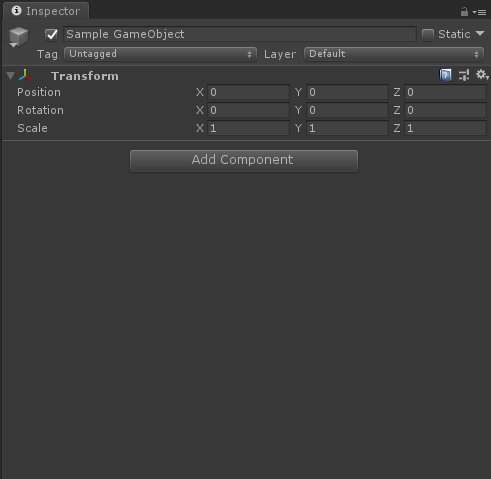 Inspector
Sample GameObject Static
Tag Untagged Layer Default
Transform
Position X 0 Y 0 Z 0
Rotation X 0 Y 0 Z 0
Scale X 1 Y 1 Z 1
Add Component